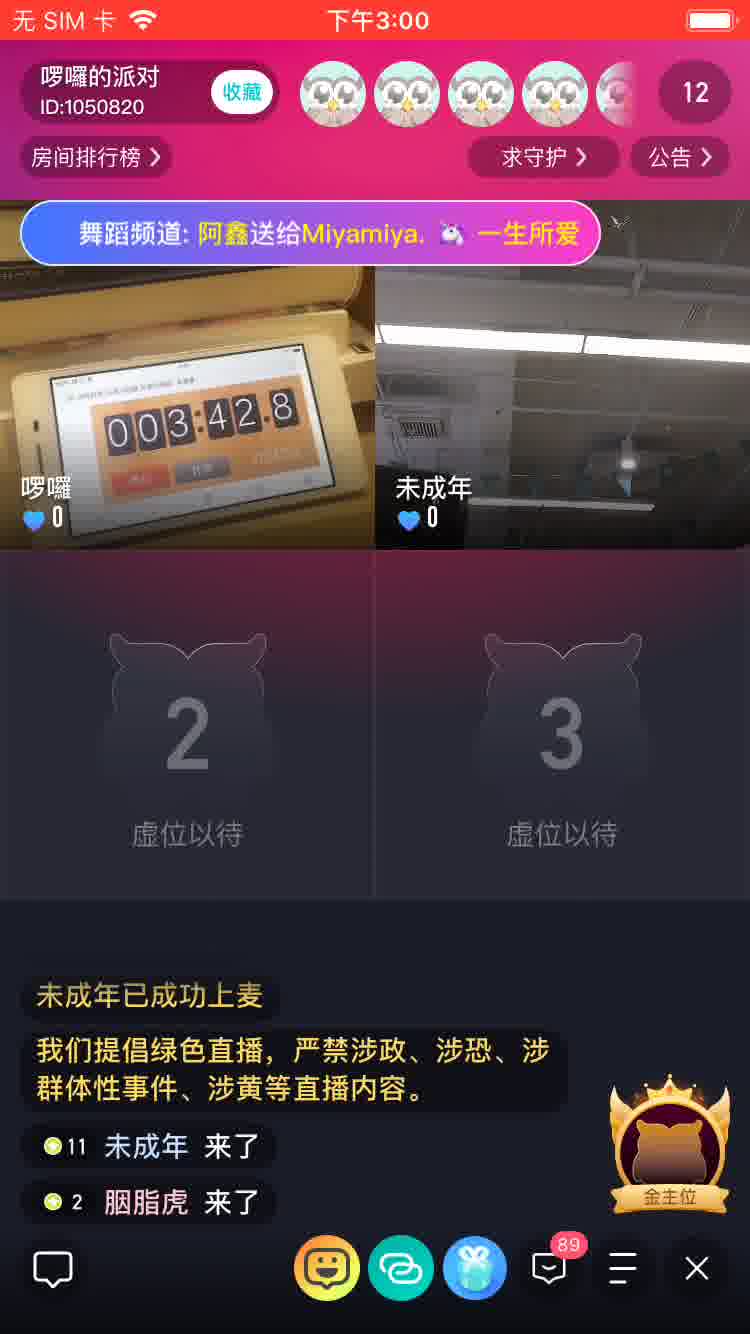 无 SIM 卡
下午3:00
啰囉的派对
ID:1050820
收藏
12
房间排行榜
求守护
公告
舞蹈频道: 阿鑫送给Miyamiya. 一生所爱
003:42.8
啰囉
0
未成年
0
2
虚位以待
3
虚位以待
未成年已成功上麦
我们提倡绿色直播，严禁涉政、涉恐、涉
群体性事件、涉黄等直播内容。
11 未成年 来了
2 胭脂虎 来了
金主位
89